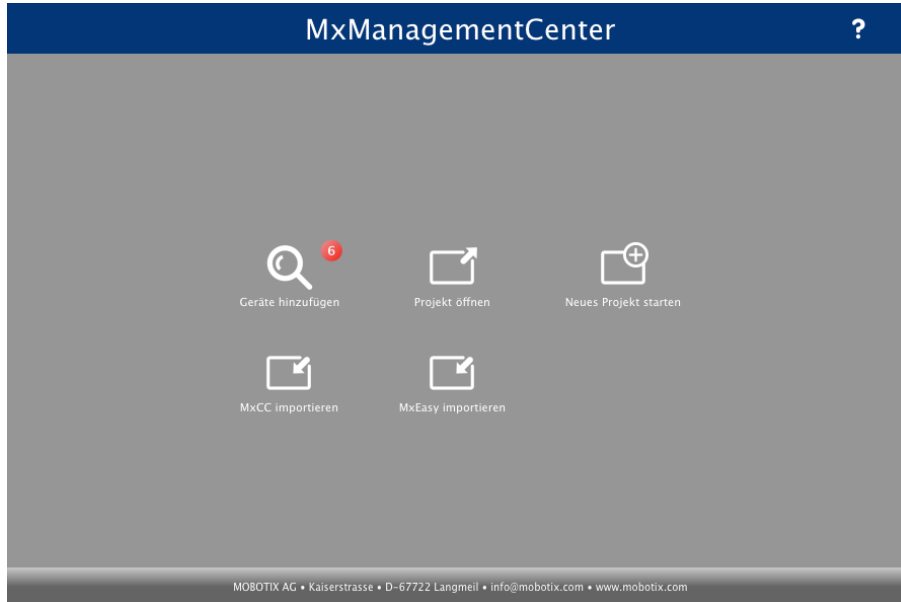 MxManagementCenter ?
6
Geräte hinzufügen Projekt öffnen Neues Projekt starten
MxCC importieren MxEasy importieren
MOBOTIX AG • Kaiserstrasse • D-67722 Langmeil • info@mobotix.com • www.mobotix.com